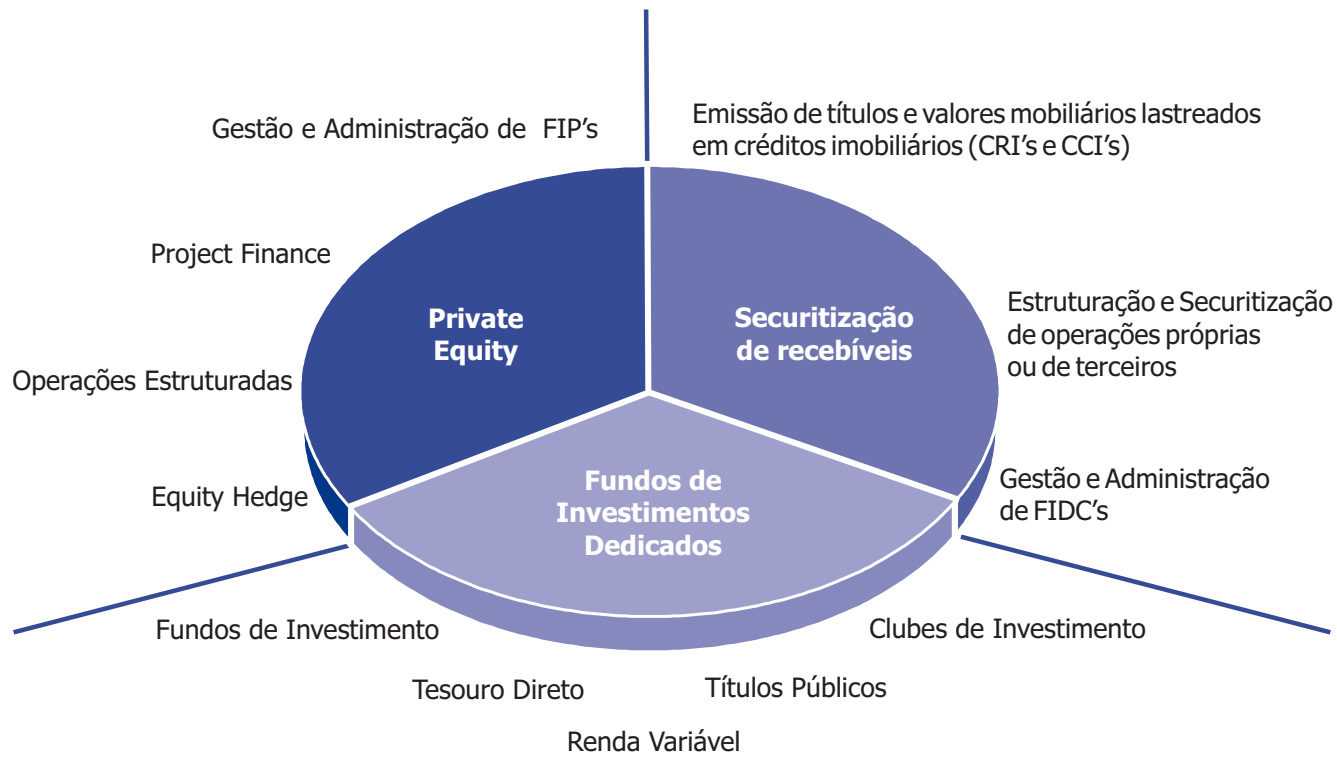 Gestão e Administração de FIP's
Project Finance
Operações Estruturadas
Equity Hedge
Private
Equity
Emissão de títulos e valores mobiliários lastreados
em créditos imobiliários (CRI's e CCI's)
Estruturação e Securitização
de operações próprias
ou de terceiros
Gestão e Administração
de FIDC's
Securitização
de recebíveis
Fundos de
Investimentos
Dedicados
Fundos de Investimento
Clubes de Investimento
Tesouro Direto
Títulos Públicos
Renda Variável